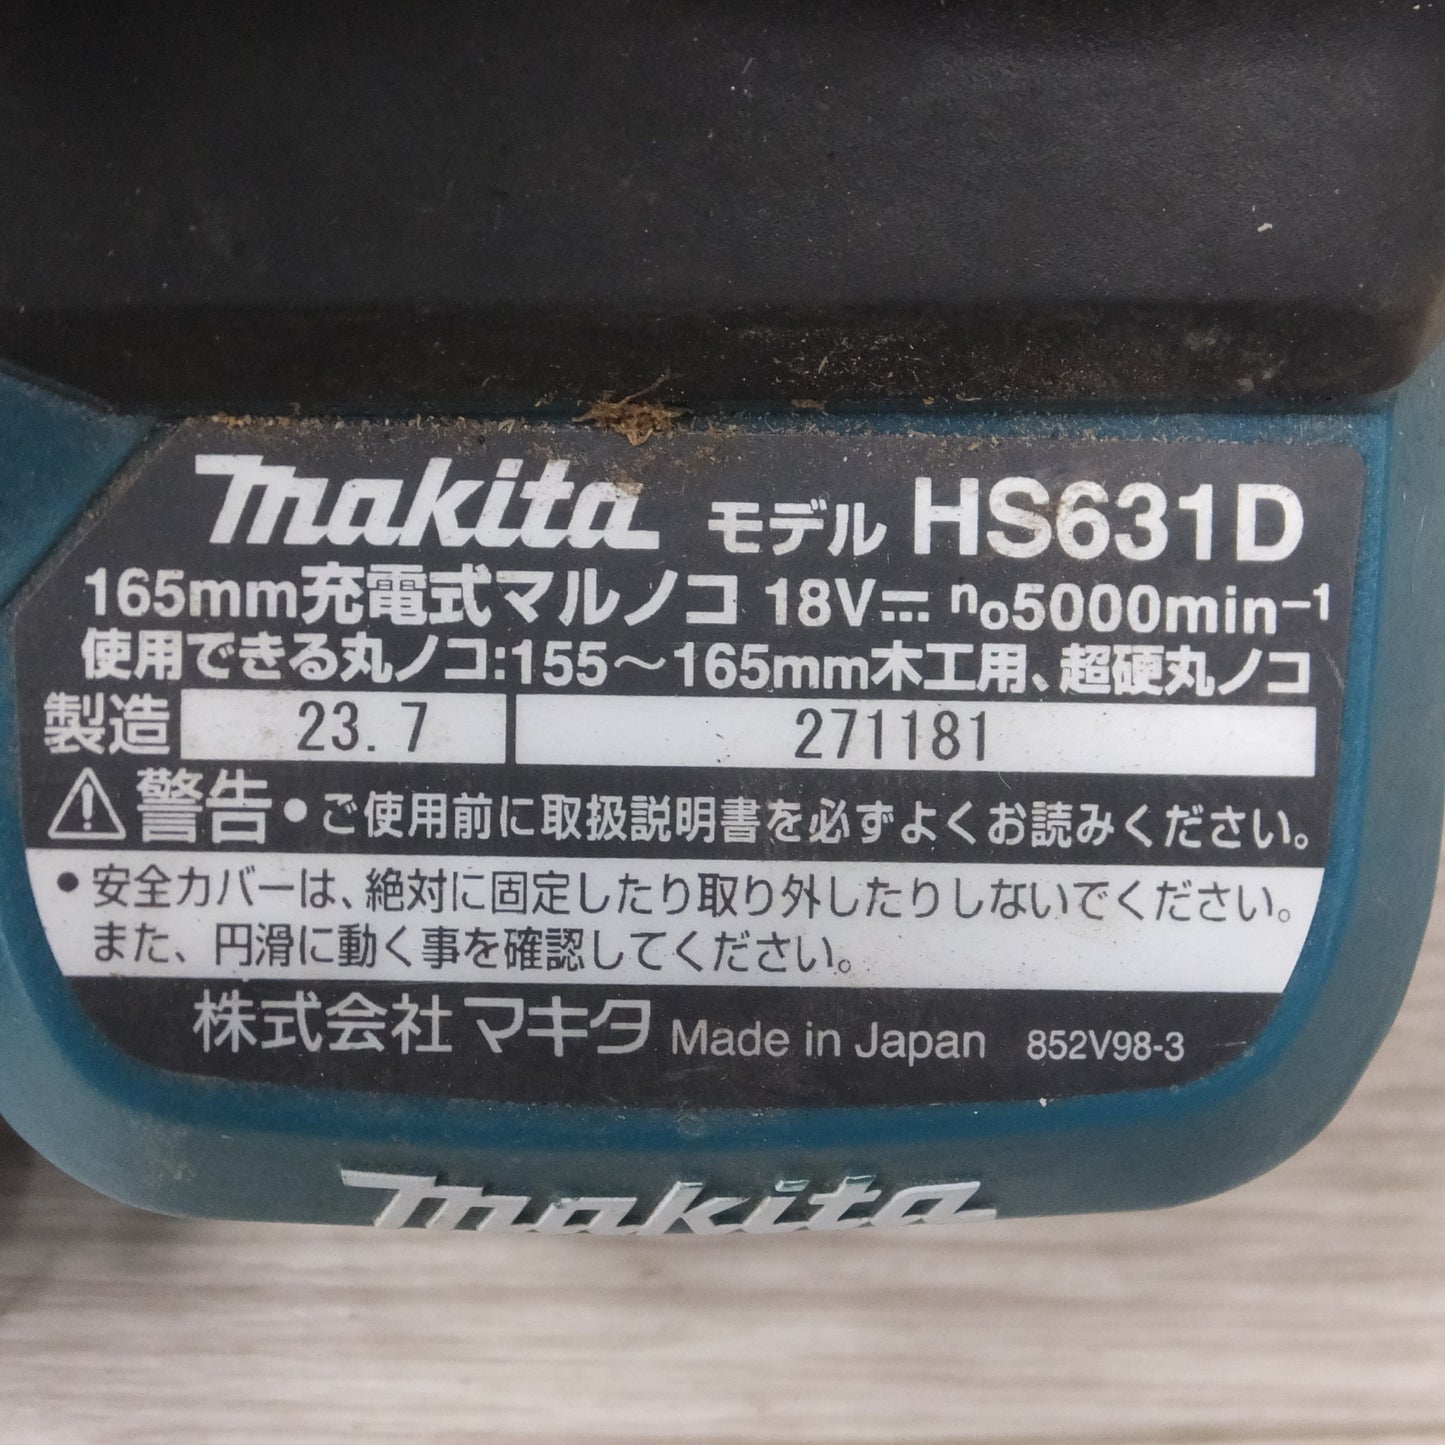 makita モデル HS631D
165mm充電式マルノコ 18V⎓ n₀5000min⁻¹
使用できる丸ノコ:155〜165mm木工用、超硬丸ノコ
製造 23.7 271181
⚠警告 •ご使用前に取扱説明書を必ずよくお読みください。
•安全カバーは、絶対に固定したり取り外したりしないでください。
また、円滑に動く事を確認してください。
株式会社マキタ Made in Japan 852V98-3
makita